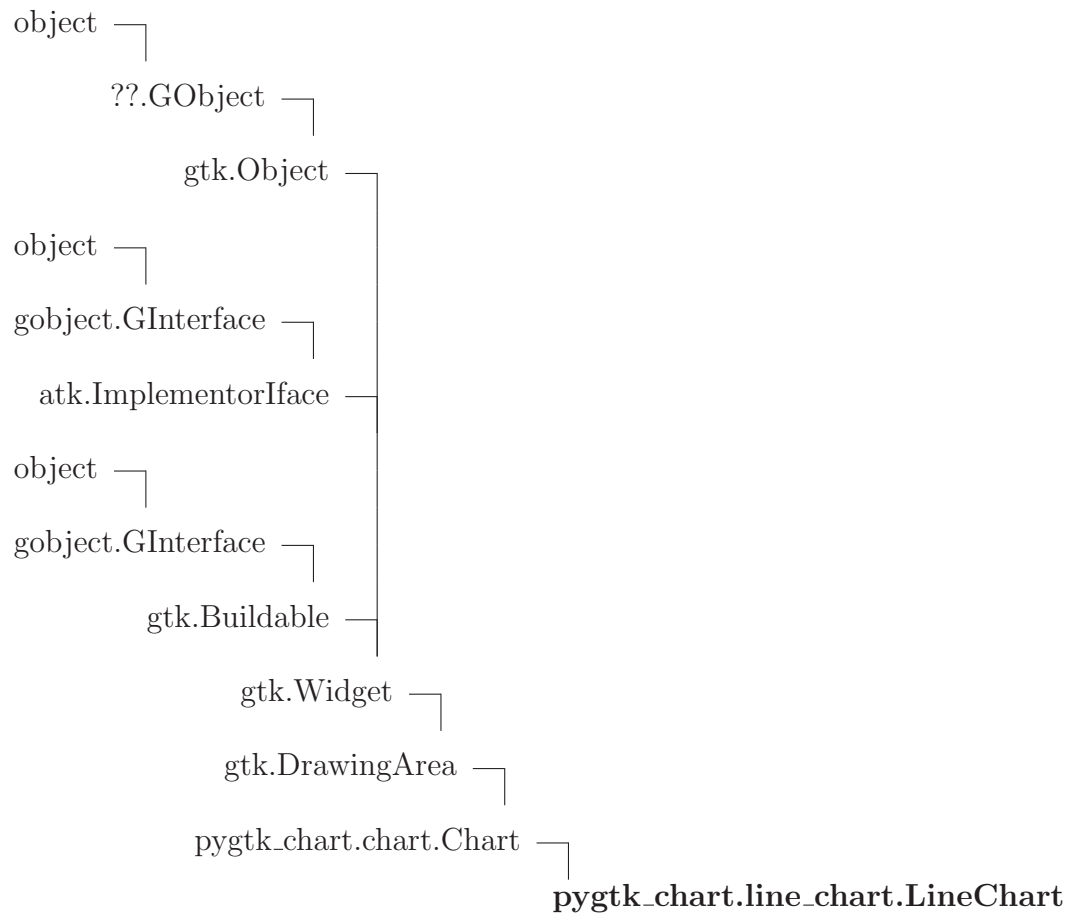 object
??.GObject
gtk.Object
object
gobject.GInterface
atk.ImplementorIface
object
gobject.GInterface
gtk.Buildable
gtk.Widget
gtk.DrawingArea
pygtk_chart.chart.Chart
pygtk_chart.line_chart.LineChart